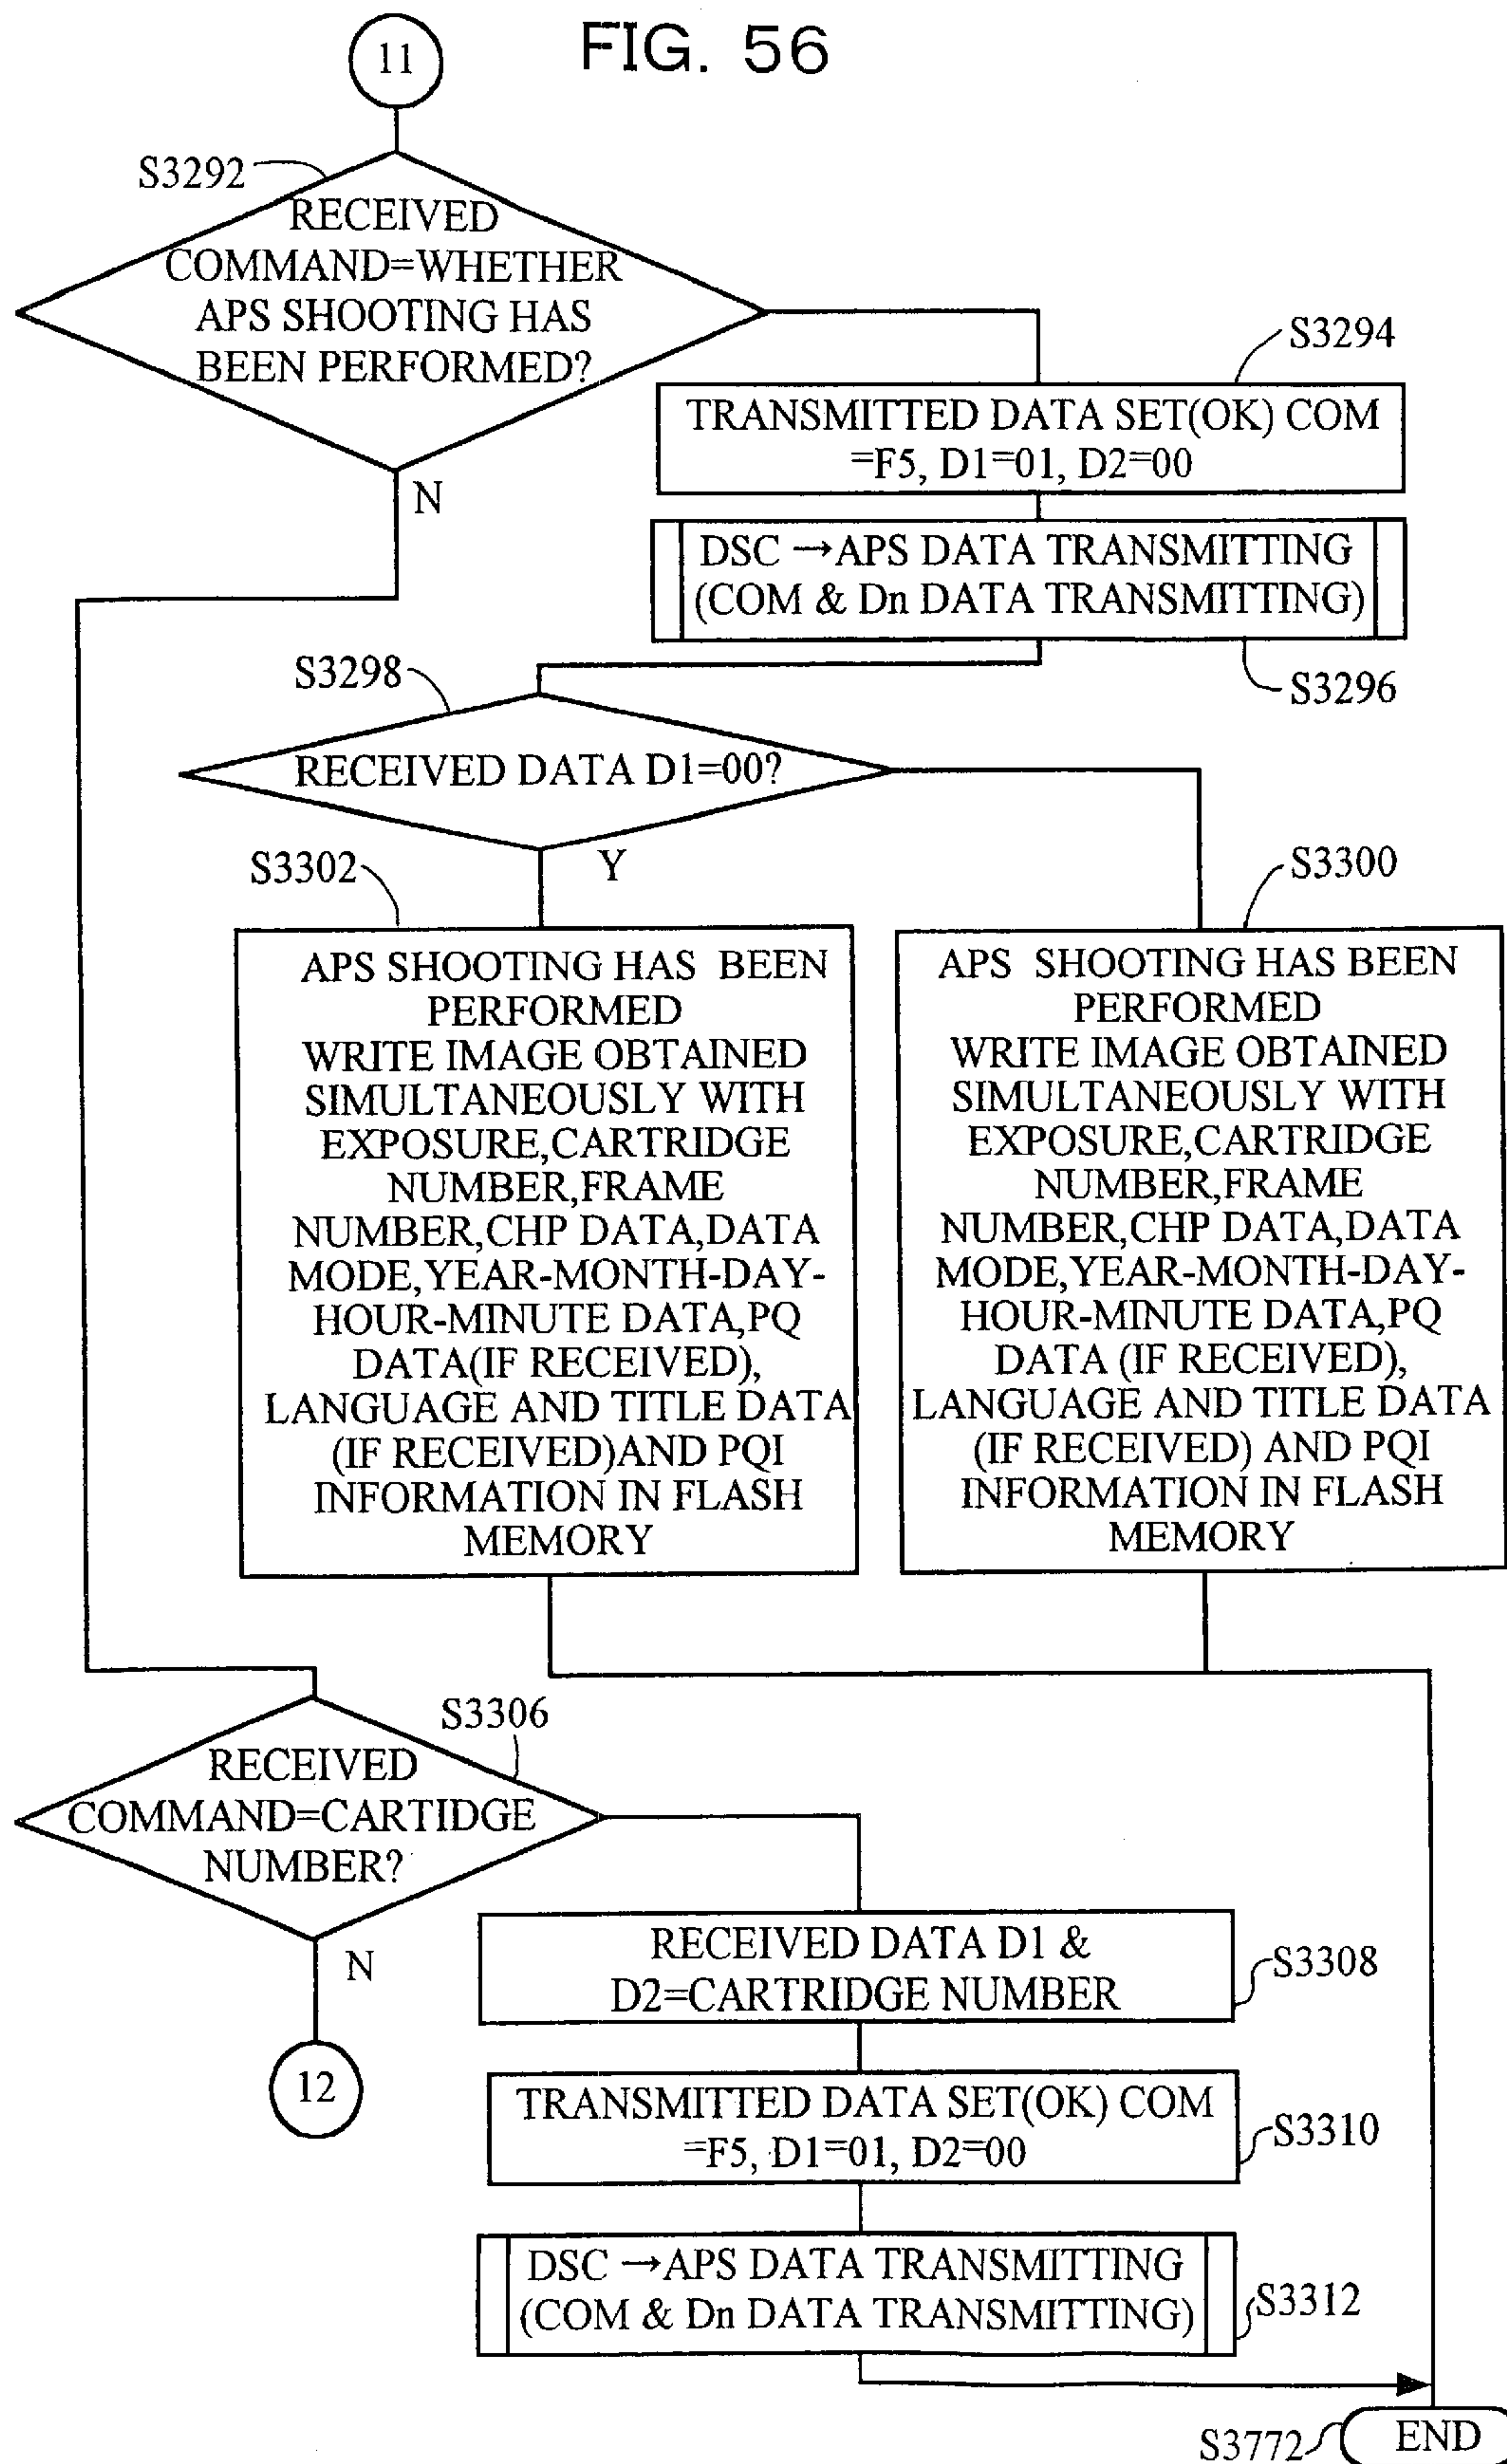 FIG. 56
11
S3292
RECEIVED
COMMAND=WHETHER
APS SHOOTING HAS
BEEN PERFORMED?
N
S3294
TRANSMITTED DATA SET(OK) COM
=F5, D1=01, D2=00
DSC →APS DATA TRANSMITTING
(COM & Dn DATA TRANSMITTING)
S3296
S3298
RECEIVED DATA D1=00?
Y
S3302
APS SHOOTING HAS BEEN
PERFORMED
WRITE IMAGE OBTAINED
SIMULTANEOUSLY WITH
EXPOSURE,CARTRIDGE
NUMBER,FRAME
NUMBER,CHP DATA,DATA
MODE,YEAR-MONTH-DAY-
HOUR-MINUTE DATA,PQ
DATA(IF RECEIVED),
LANGUAGE AND TITLE DATA
(IF RECEIVED)AND PQI
INFORMATION IN FLASH
MEMORY
S3300
APS SHOOTING HAS BEEN
PERFORMED
WRITE IMAGE OBTAINED
SIMULTANEOUSLY WITH
EXPOSURE,CARTRIDGE
NUMBER,FRAME
NUMBER,CHP DATA,DATA
MODE,YEAR-MONTH-DAY-
HOUR-MINUTE DATA,PQ
DATA (IF RECEIVED),
LANGUAGE AND TITLE DATA
(IF RECEIVED) AND PQI
INFORMATION IN FLASH
MEMORY
S3306
RECEIVED
COMMAND=CARTIDGE
NUMBER?
N
12
RECEIVED DATA D1 &
D2=CARTRIDGE NUMBER
S3308
TRANSMITTED DATA SET(OK) COM
=F5, D1=01, D2=00
S3310
DSC →APS DATA TRANSMITTING
(COM & Dn DATA TRANSMITTING)
S3312
S3772
END